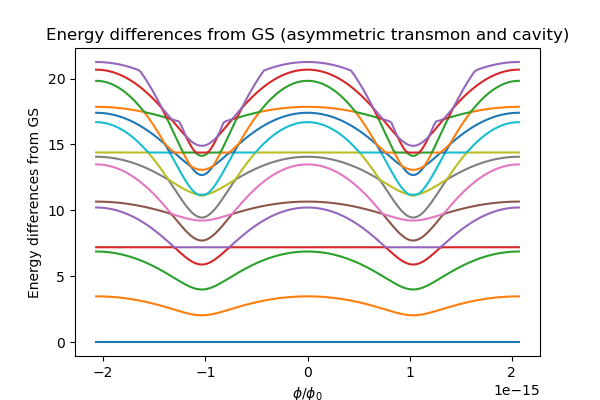 Energy differences from GS (asymmetric transmon and cavity)
Energy differences from GS
20
15
10
5
0
−2
−1
0
1
2
1e−15
ϕ/ϕ₀